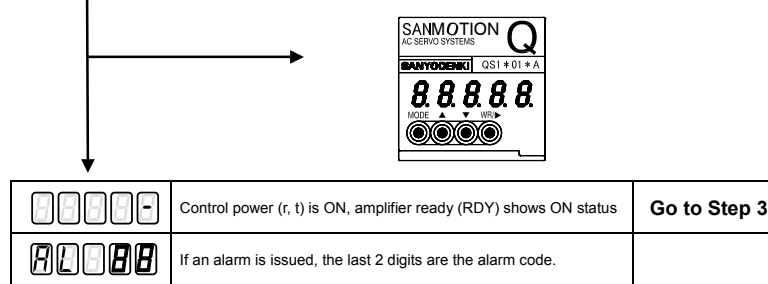 SANMOTION Q
AC SERVO SYSTEMS
SANYODENKI QS1*01*A
8.8.8.8.8.
MODE ▲ ▼ WR/▶
- Control power (r, t) is ON, amplifier ready (RDY) shows ON status Go to Step 3
AL 88 If an alarm is issued, the last 2 digits are the alarm code.